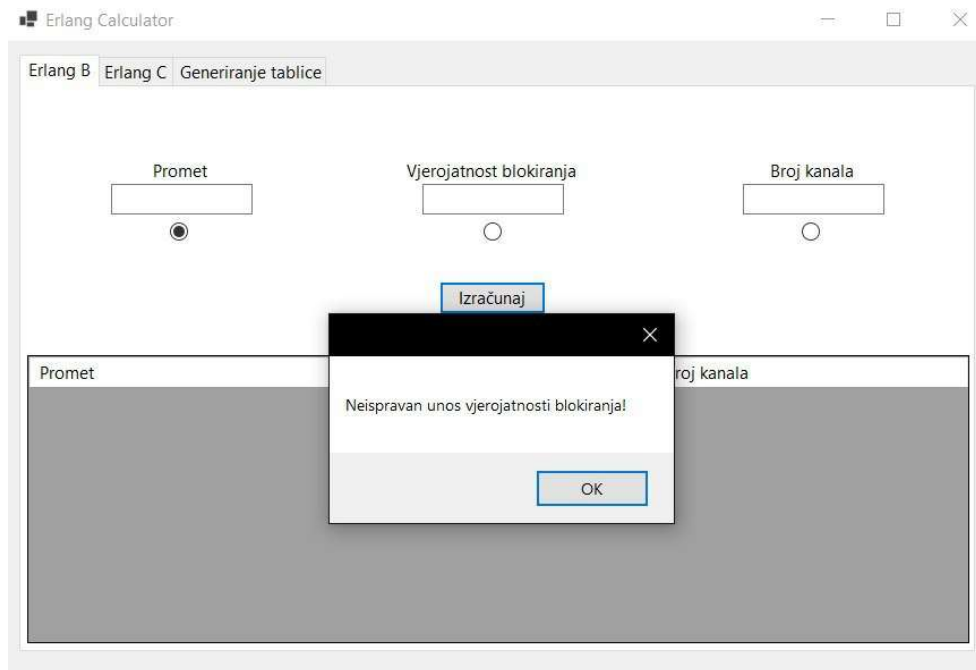 Erlang Calculator
Erlang B Erlang C Generiranje tablice
Promet Vjerojatnost blokiranja Broj kanala
Izračunaj
Promet roj kanala
Neispravan unos vjerojatnosti blokiranja!
OK